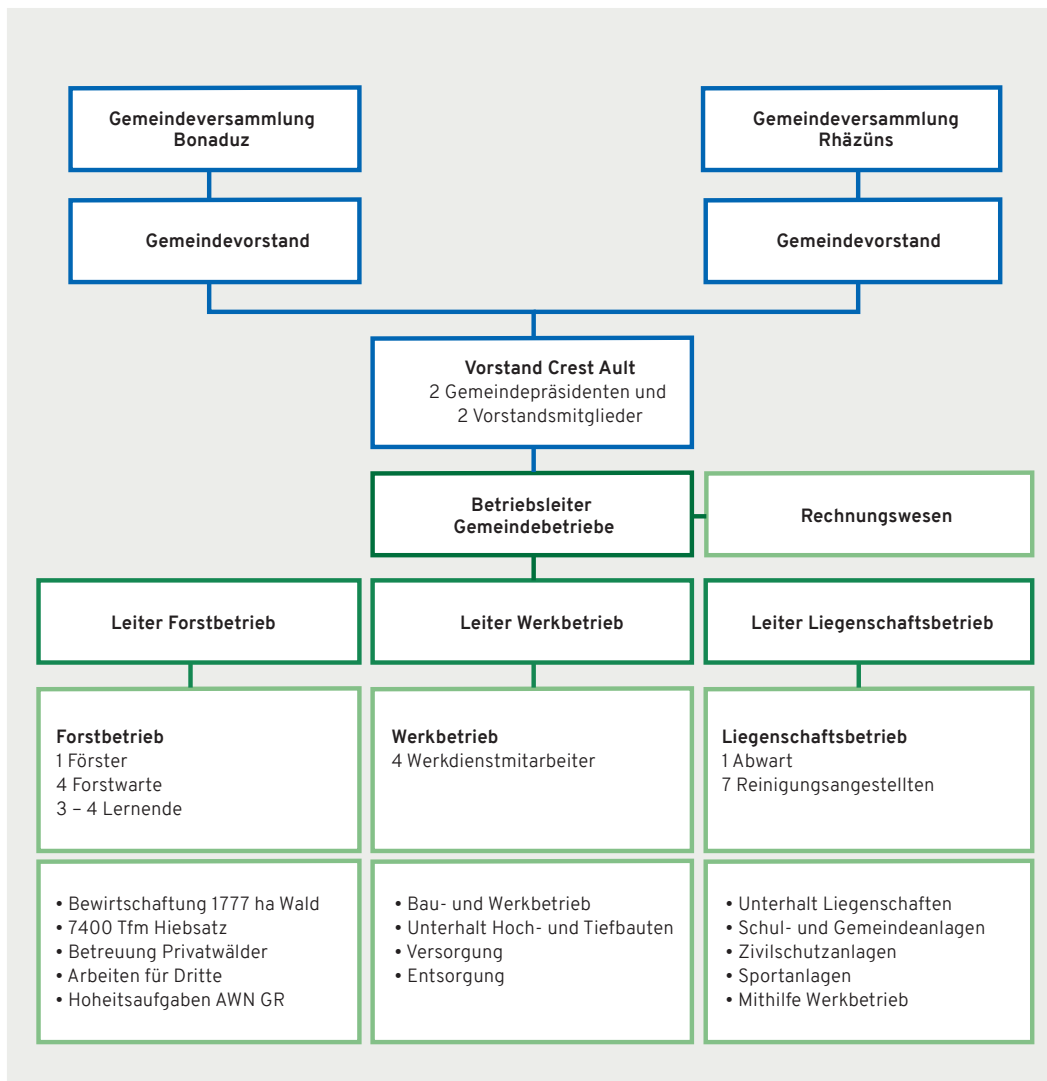 Gemeindeversammlung
Bonaduz
Gemeindeversammlung
Rhäzüns
Gemeindevorstand
Gemeindevorstand
Vorstand Crest Ault
2 Gemeindepräsidenten und
2 Vorstandsmitglieder
Betriebsleiter
Gemeindebetriebe
Rechnungswesen
Leiter Forstbetrieb
Leiter Werkbetrieb
Leiter Liegenschaftsbetrieb
Forstbetrieb
1 Förster
4 Forstwarte
3 – 4 Lernende
Werkbetrieb
4 Werkdienstmitarbeiter
Liegenschaftsbetrieb
1 Abwart
7 Reinigungsangestellten
• Bewirtschaftung 1777 ha Wald
• 7400 Tfm Hiebsatz
• Betreuung Privatwälder
• Arbeiten für Dritte
• Hoheitsaufgaben AWN GR
• Bau- und Werkbetrieb
• Unterhalt Hoch- und Tiefbauten
• Versorgung
• Entsorgung
• Unterhalt Liegenschaften
• Schul- und Gemeindeanlagen
• Zivilschutzanlagen
• Sportanlagen
• Mithilfe Werkbetrieb